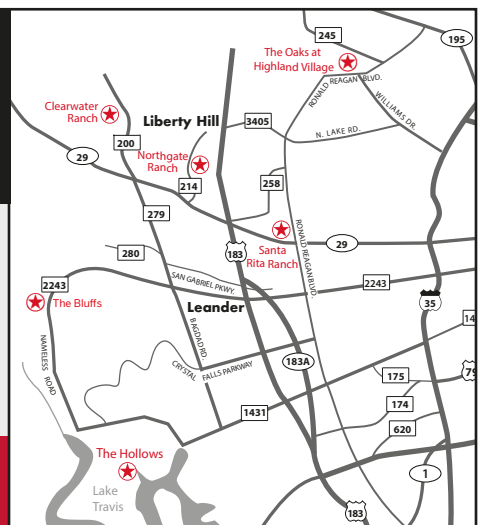 245
195
The Oaks at
Highland Village
RONALD REAGAN BLVD.
WILLIAMS DR.
Clearwater
Ranch
Liberty Hill
3405
N. LAKE RD.
200
29
Northgate
Ranch
214
258
279
RONALD REAGAN BLVD.
Santa
Rita Ranch
29
183
280
SAN GABRIEL PKWY.
2243
2243
The Bluffs
35
Leander
BAGDAD RD.
14
NAMELESS ROAD
CRYSTAL FALLS PARKWAY
183A
175
79
174
1431
620
The Hollows
1
Lake
Travis
183